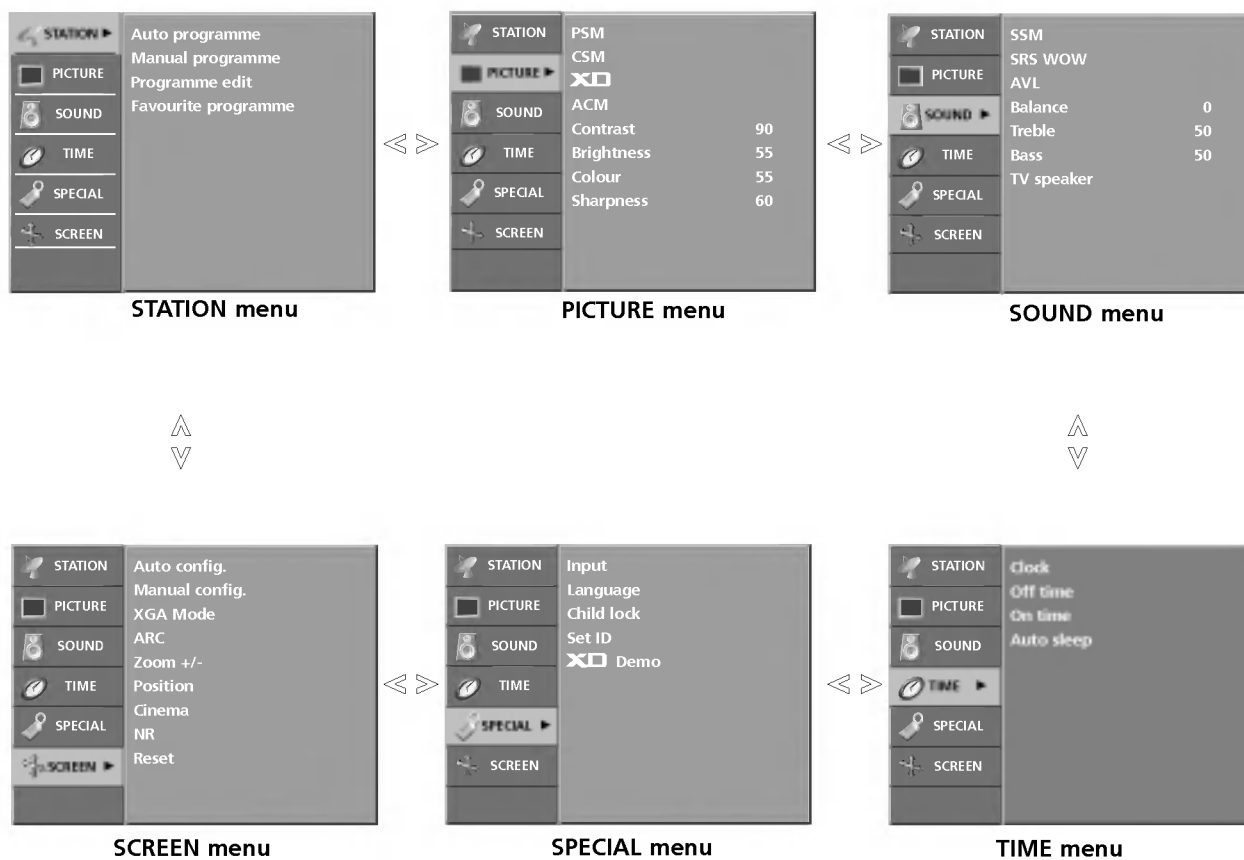 STATION
PICTURE
SOUND
TIME
SPECIAL
SCREEN
Auto programme
Manual programme
Programme edit
Favourite programme
STATION menu
STATION
PICTURE
SOUND
TIME
SPECIAL
SCREEN
PSM
CSM
XD
ACM
Contrast 90
Brightness 55
Colour 55
Sharpness 60
PICTURE menu
STATION
PICTURE
SOUND
TIME
SPECIAL
SCREEN
SSM
SRS WOW
AVL
Balance 0
Treble 50
Bass 50
TV speaker
SOUND menu
STATION
PICTURE
SOUND
TIME
SPECIAL
SCREEN
Auto config.
Manual config.
XGA Mode
ARC
Zoom +/-
Position
Cinema
NR
Reset
SCREEN menu
STATION
PICTURE
SOUND
TIME
SPECIAL
SCREEN
Input
Language
Child lock
Set ID
XD Demo
SPECIAL menu
STATION
PICTURE
SOUND
TIME
SPECIAL
SCREEN
Clock
Off time
On time
Auto sleep
TIME menu